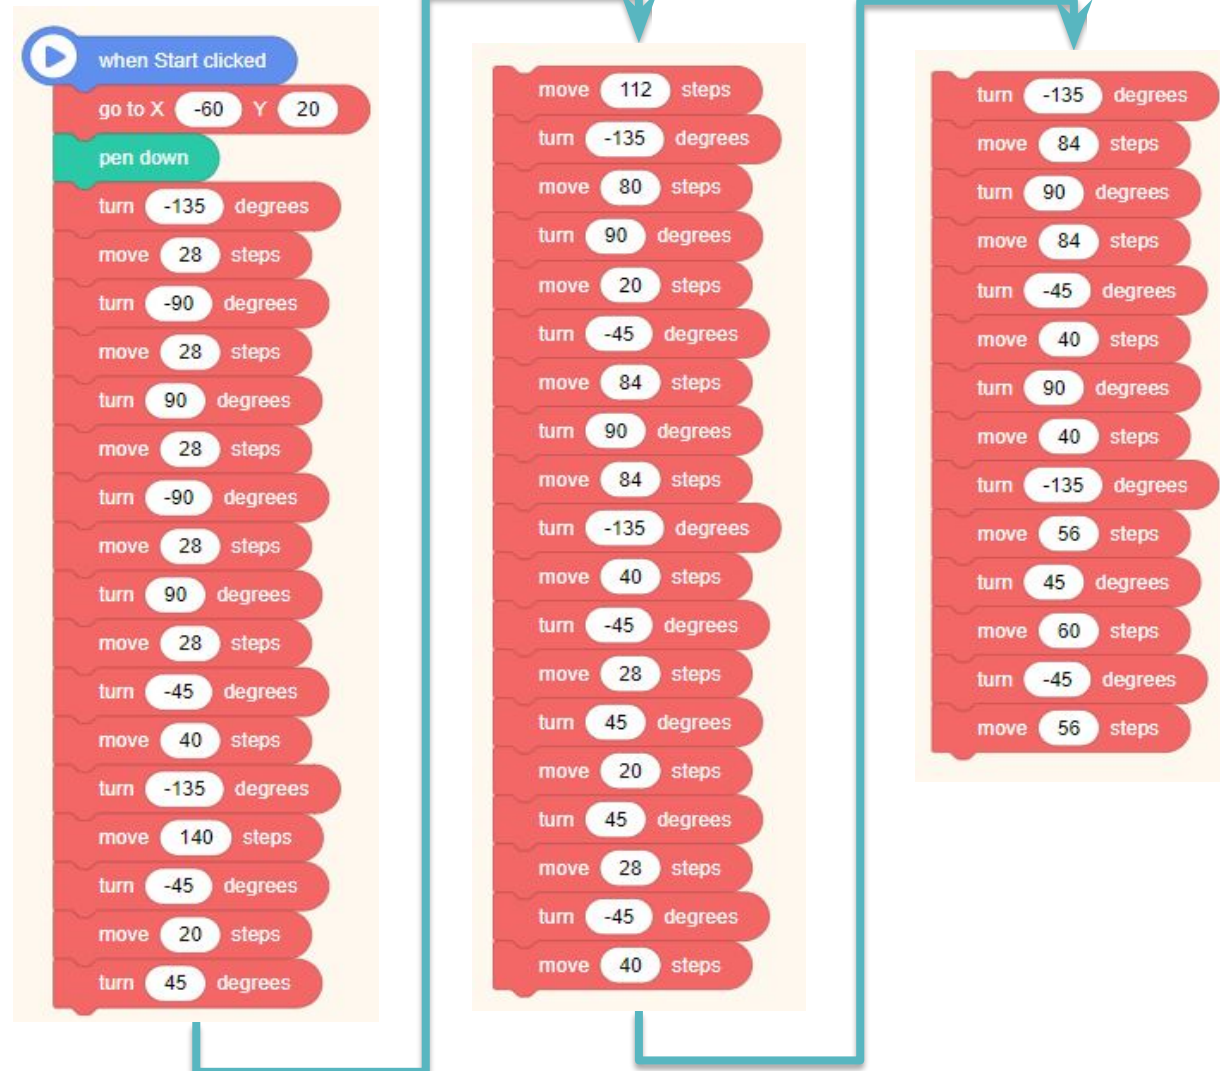 when Start clicked
go to X -60 Y 20
pen down
turn -135 degrees
move 28 steps
turn -90 degrees
move 28 steps
turn 90 degrees
move 28 steps
turn -90 degrees
move 28 steps
turn 90 degrees
move 28 steps
turn -45 degrees
move 40 steps
turn -135 degrees
move 140 steps
turn -45 degrees
move 20 steps
turn 45 degrees
move 112 steps
turn -135 degrees
move 80 steps
turn 90 degrees
move 20 steps
turn -45 degrees
move 84 steps
turn 90 degrees
move 84 steps
turn -135 degrees
move 40 steps
turn -45 degrees
move 28 steps
turn 45 degrees
move 20 steps
turn 45 degrees
move 28 steps
turn -45 degrees
move 40 steps
turn -135 degrees
move 84 steps
turn 90 degrees
move 84 steps
turn -45 degrees
move 40 steps
turn 90 degrees
move 40 steps
turn -135 degrees
move 56 steps
turn 45 degrees
move 60 steps
turn -45 degrees
move 56 steps